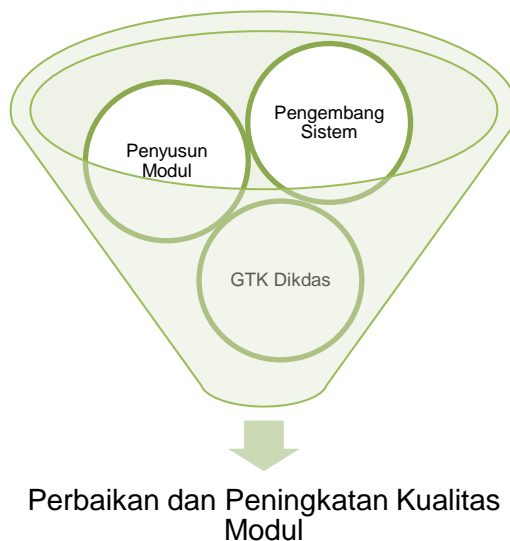 Pengembang
Sistem
Penyusun
Modul
GTK Dikdas
Perbaikan dan Peningkatan Kualitas
Modul